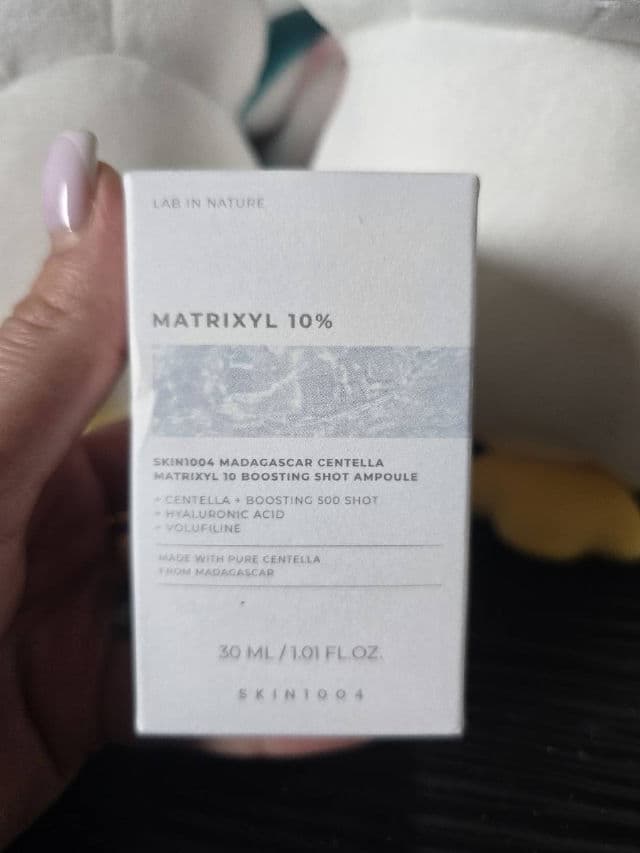 LAB IN NATURE
MATRIXYL 10%
SKIN1004 MADAGASCAR CENTELLA
MATRIXYL 10 BOOSTING SHOT AMPOULE
+ CENTELLA + BOOSTING 500 SHOT
+ HYALURONIC ACID
+ VOLUFILINE
MADE WITH PURE CENTELLA
FROM MADAGASCAR
30 ML / 1.01 FL.OZ.
SKIN1004